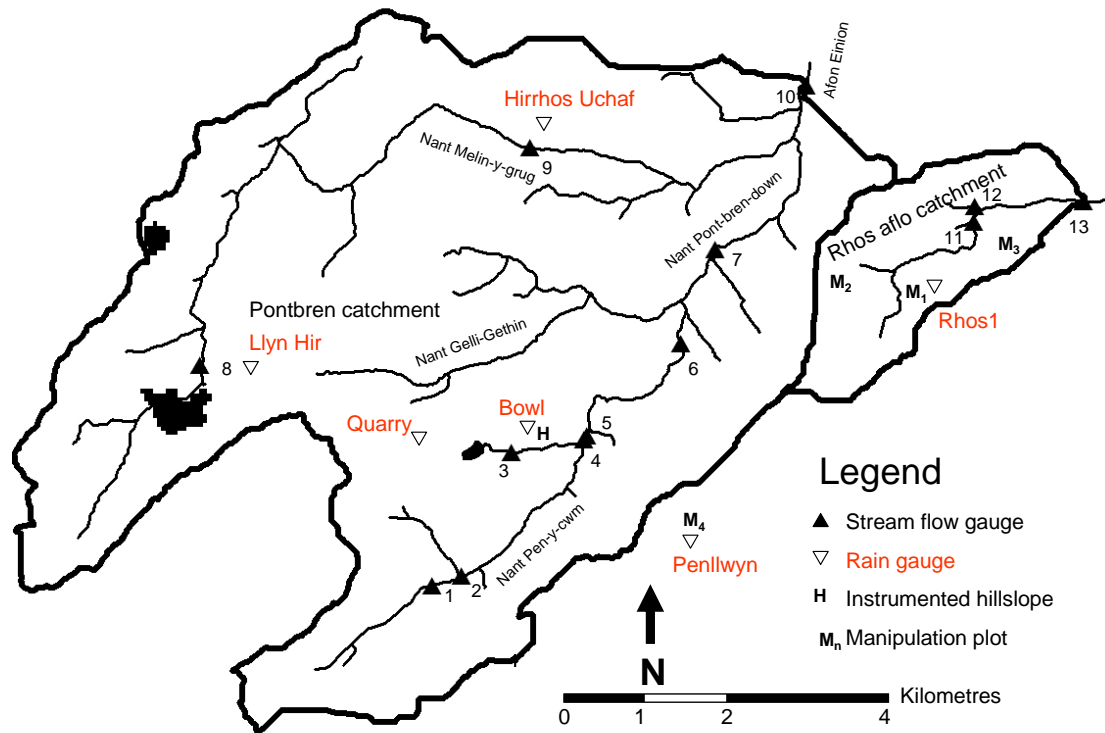 Afon Einion
10
Hirrhos Uchaf
Nant Melin-y-grug
9
Rhos aflo catchment
12
13
11
M3
M2
M1
Rhos1
Nant Pont-bren-down
7
Pontbren catchment
Llyn Hir
8
Nant Gelli-Gethin
6
Quarry
Bowl
H
5
3
4
Nant Pen-y-cwm
M4
Penllwyn
1
2
Legend
Stream flow gauge
Rain gauge
H Instrumented hillslope
Mn Manipulation plot
N
Kilometres
0 1 2 4